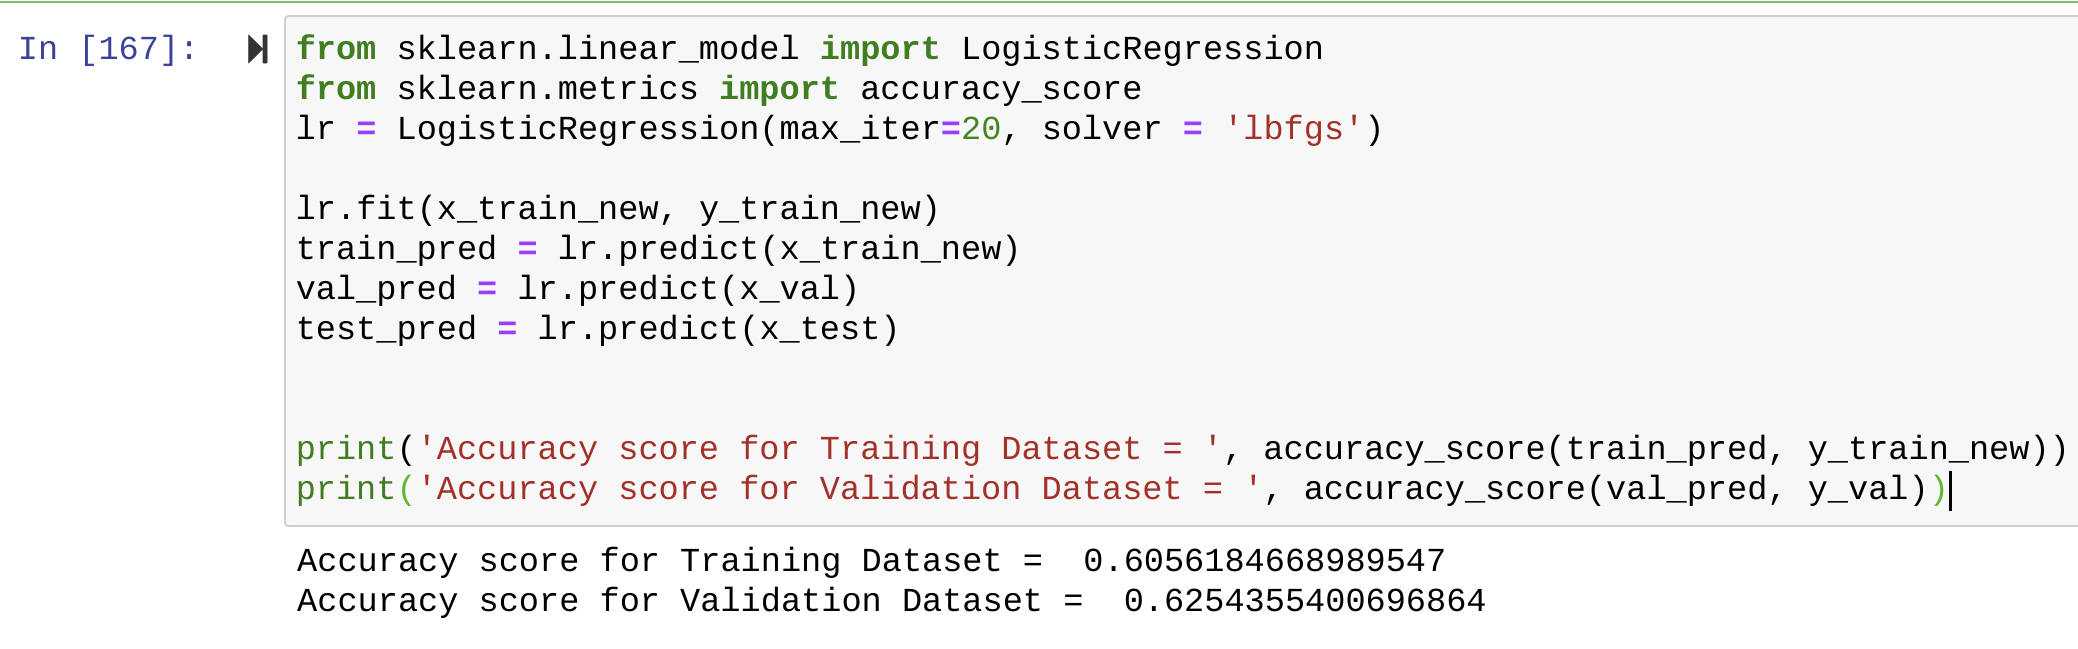 In [167]:
from sklearn.linear_model import LogisticRegression
from sklearn.metrics import accuracy_score
lr = LogisticRegression(max_iter=20, solver = 'lbfgs')
lr.fit(x_train_new, y_train_new)
train_pred = lr.predict(x_train_new)
val_pred = lr.predict(x_val)
test_pred = lr.predict(x_test)
print('Accuracy score for Training Dataset = ', accuracy_score(train_pred, y_train_new))
print('Accuracy score for Validation Dataset = ', accuracy_score(val_pred, y_val))
Accuracy score for Training Dataset =  0.6056184668989547
Accuracy score for Validation Dataset =  0.6254355400696864